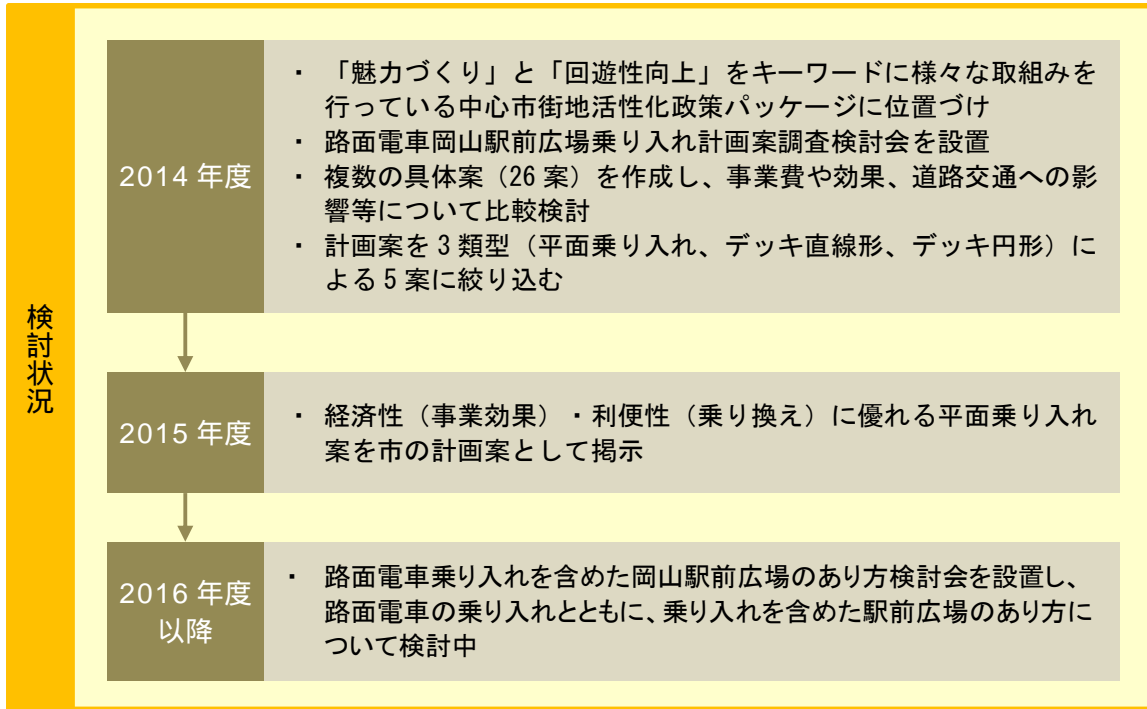 検討状況
2014 年度
・ 「魅力づくり」と「回遊性向上」をキーワードに様々な取組みを
行っている中心市街地活性化政策パッケージに位置づけ
・ 路面電車岡山駅前広場乗り入れ計画案調査検討会を設置
・ 複数の具体案（26 案）を作成し、事業費や効果、道路交通への影
響等について比較検討
・ 計画案を 3 類型（平面乗り入れ、デッキ直線形、デッキ円形）に
よる 5 案に絞り込む
2015 年度
・ 経済性（事業効果）・利便性（乗り換え）に優れる平面乗り入れ
案を市の計画案として掲示
2016 年度
以降
・ 路面電車乗り入れを含めた岡山駅前広場のあり方検討会を設置し、
路面電車の乗り入れとともに、乗り入れを含めた駅前広場のあり方に
ついて検討中